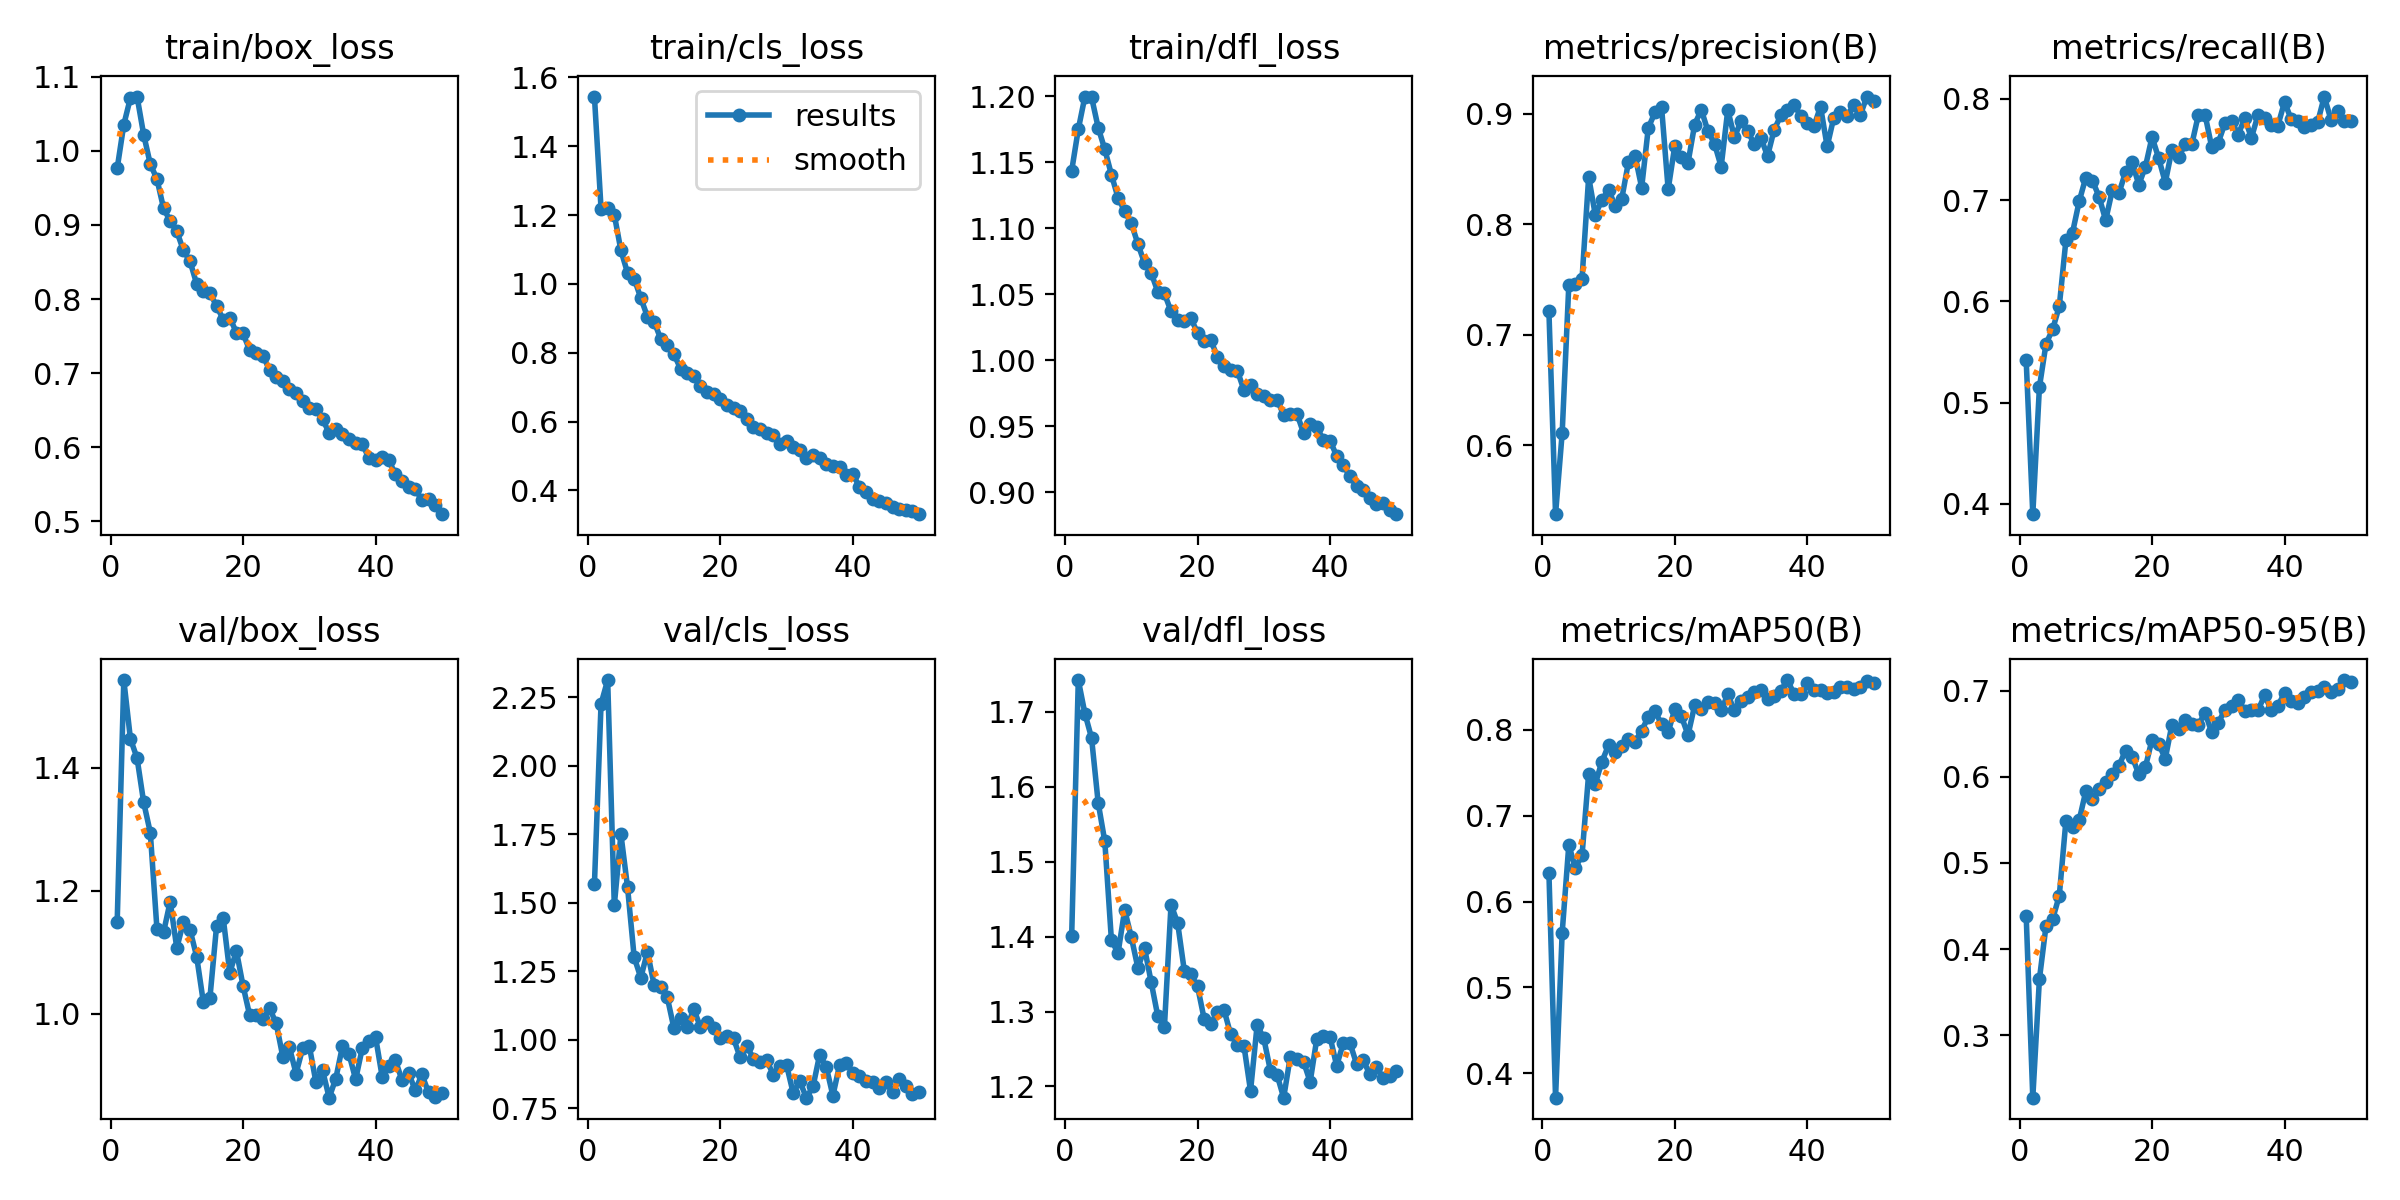 train/box_loss
1.1
1.0
0.9
0.8
0.7
0.6
0.5
0 20 40
train/cls_loss
results
smooth
1.6
1.4
1.2
1.0
0.8
0.6
0.4
0 20 40
train/dfl_loss
1.20
1.15
1.10
1.05
1.00
0.95
0.90
0 20 40
metrics/precision(B)
0.9
0.8
0.7
0.6
0 20 40
metrics/recall(B)
0.8
0.7
0.6
0.5
0.4
0 20 40
val/box_loss
1.4
1.2
1.0
0 20 40
val/cls_loss
2.25
2.00
1.75
1.50
1.25
1.00
0.75
0 20 40
val/dfl_loss
1.7
1.6
1.5
1.4
1.3
1.2
0 20 40
metrics/mAP50(B)
0.8
0.7
0.6
0.5
0.4
0 20 40
metrics/mAP50-95(B)
0.7
0.6
0.5
0.4
0.3
0 20 40